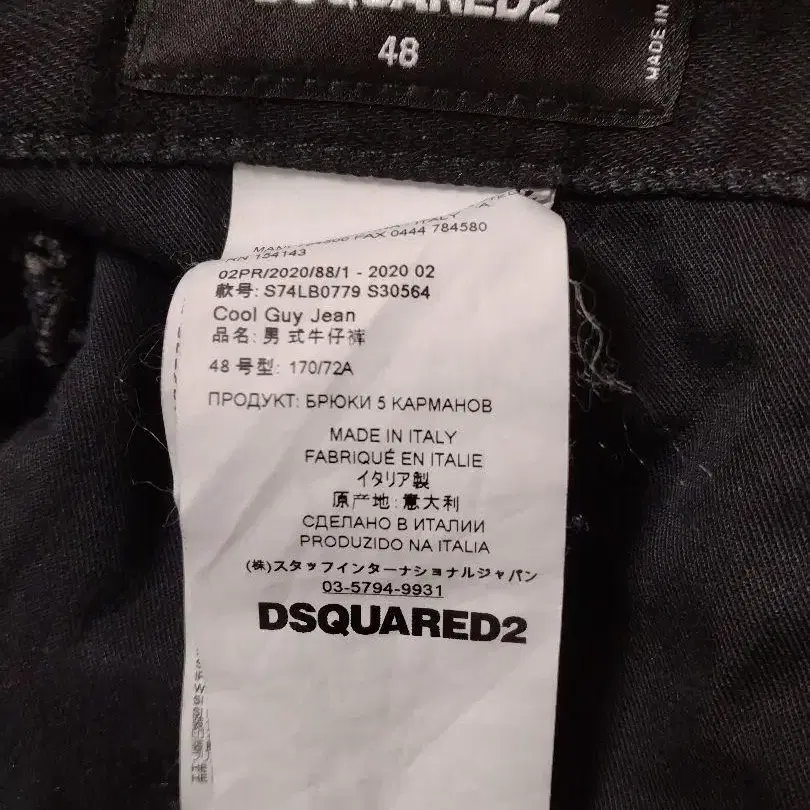 DSQUARED2
48
MADE IN
FAX 0444 784580
RN 154143
02PR/2020/88/1 - 2020 02
款号: S74LB0779 S30564
Cool Guy Jean
品名: 男 式牛仔裤
48 号型: 170/72A
ПРОДУКТ: БРЮКИ 5 КАРМАНОВ
MADE IN ITALY
FABRIQUÉ EN ITALIE
イタリア製
原产地:意大利
СДЕЛАНО В ИТАЛИИ
PRODUZIDO NA ITALIA
(株)スタッフインターナショナルジャパン
03-5794-9931
DSQUARED2